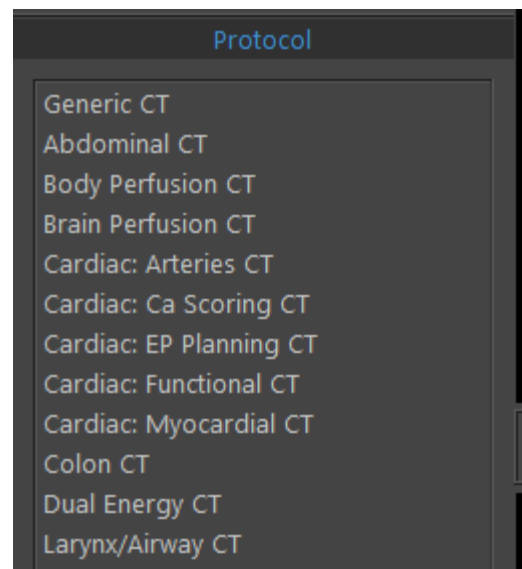 Protocol
Generic CT
Abdominal CT
Body Perfusion CT
Brain Perfusion CT
Cardiac: Arteries CT
Cardiac: Ca Scoring CT
Cardiac: EP Planning CT
Cardiac: Functional CT
Cardiac: Myocardial CT
Colon CT
Dual Energy CT
Larynx/Airway CT